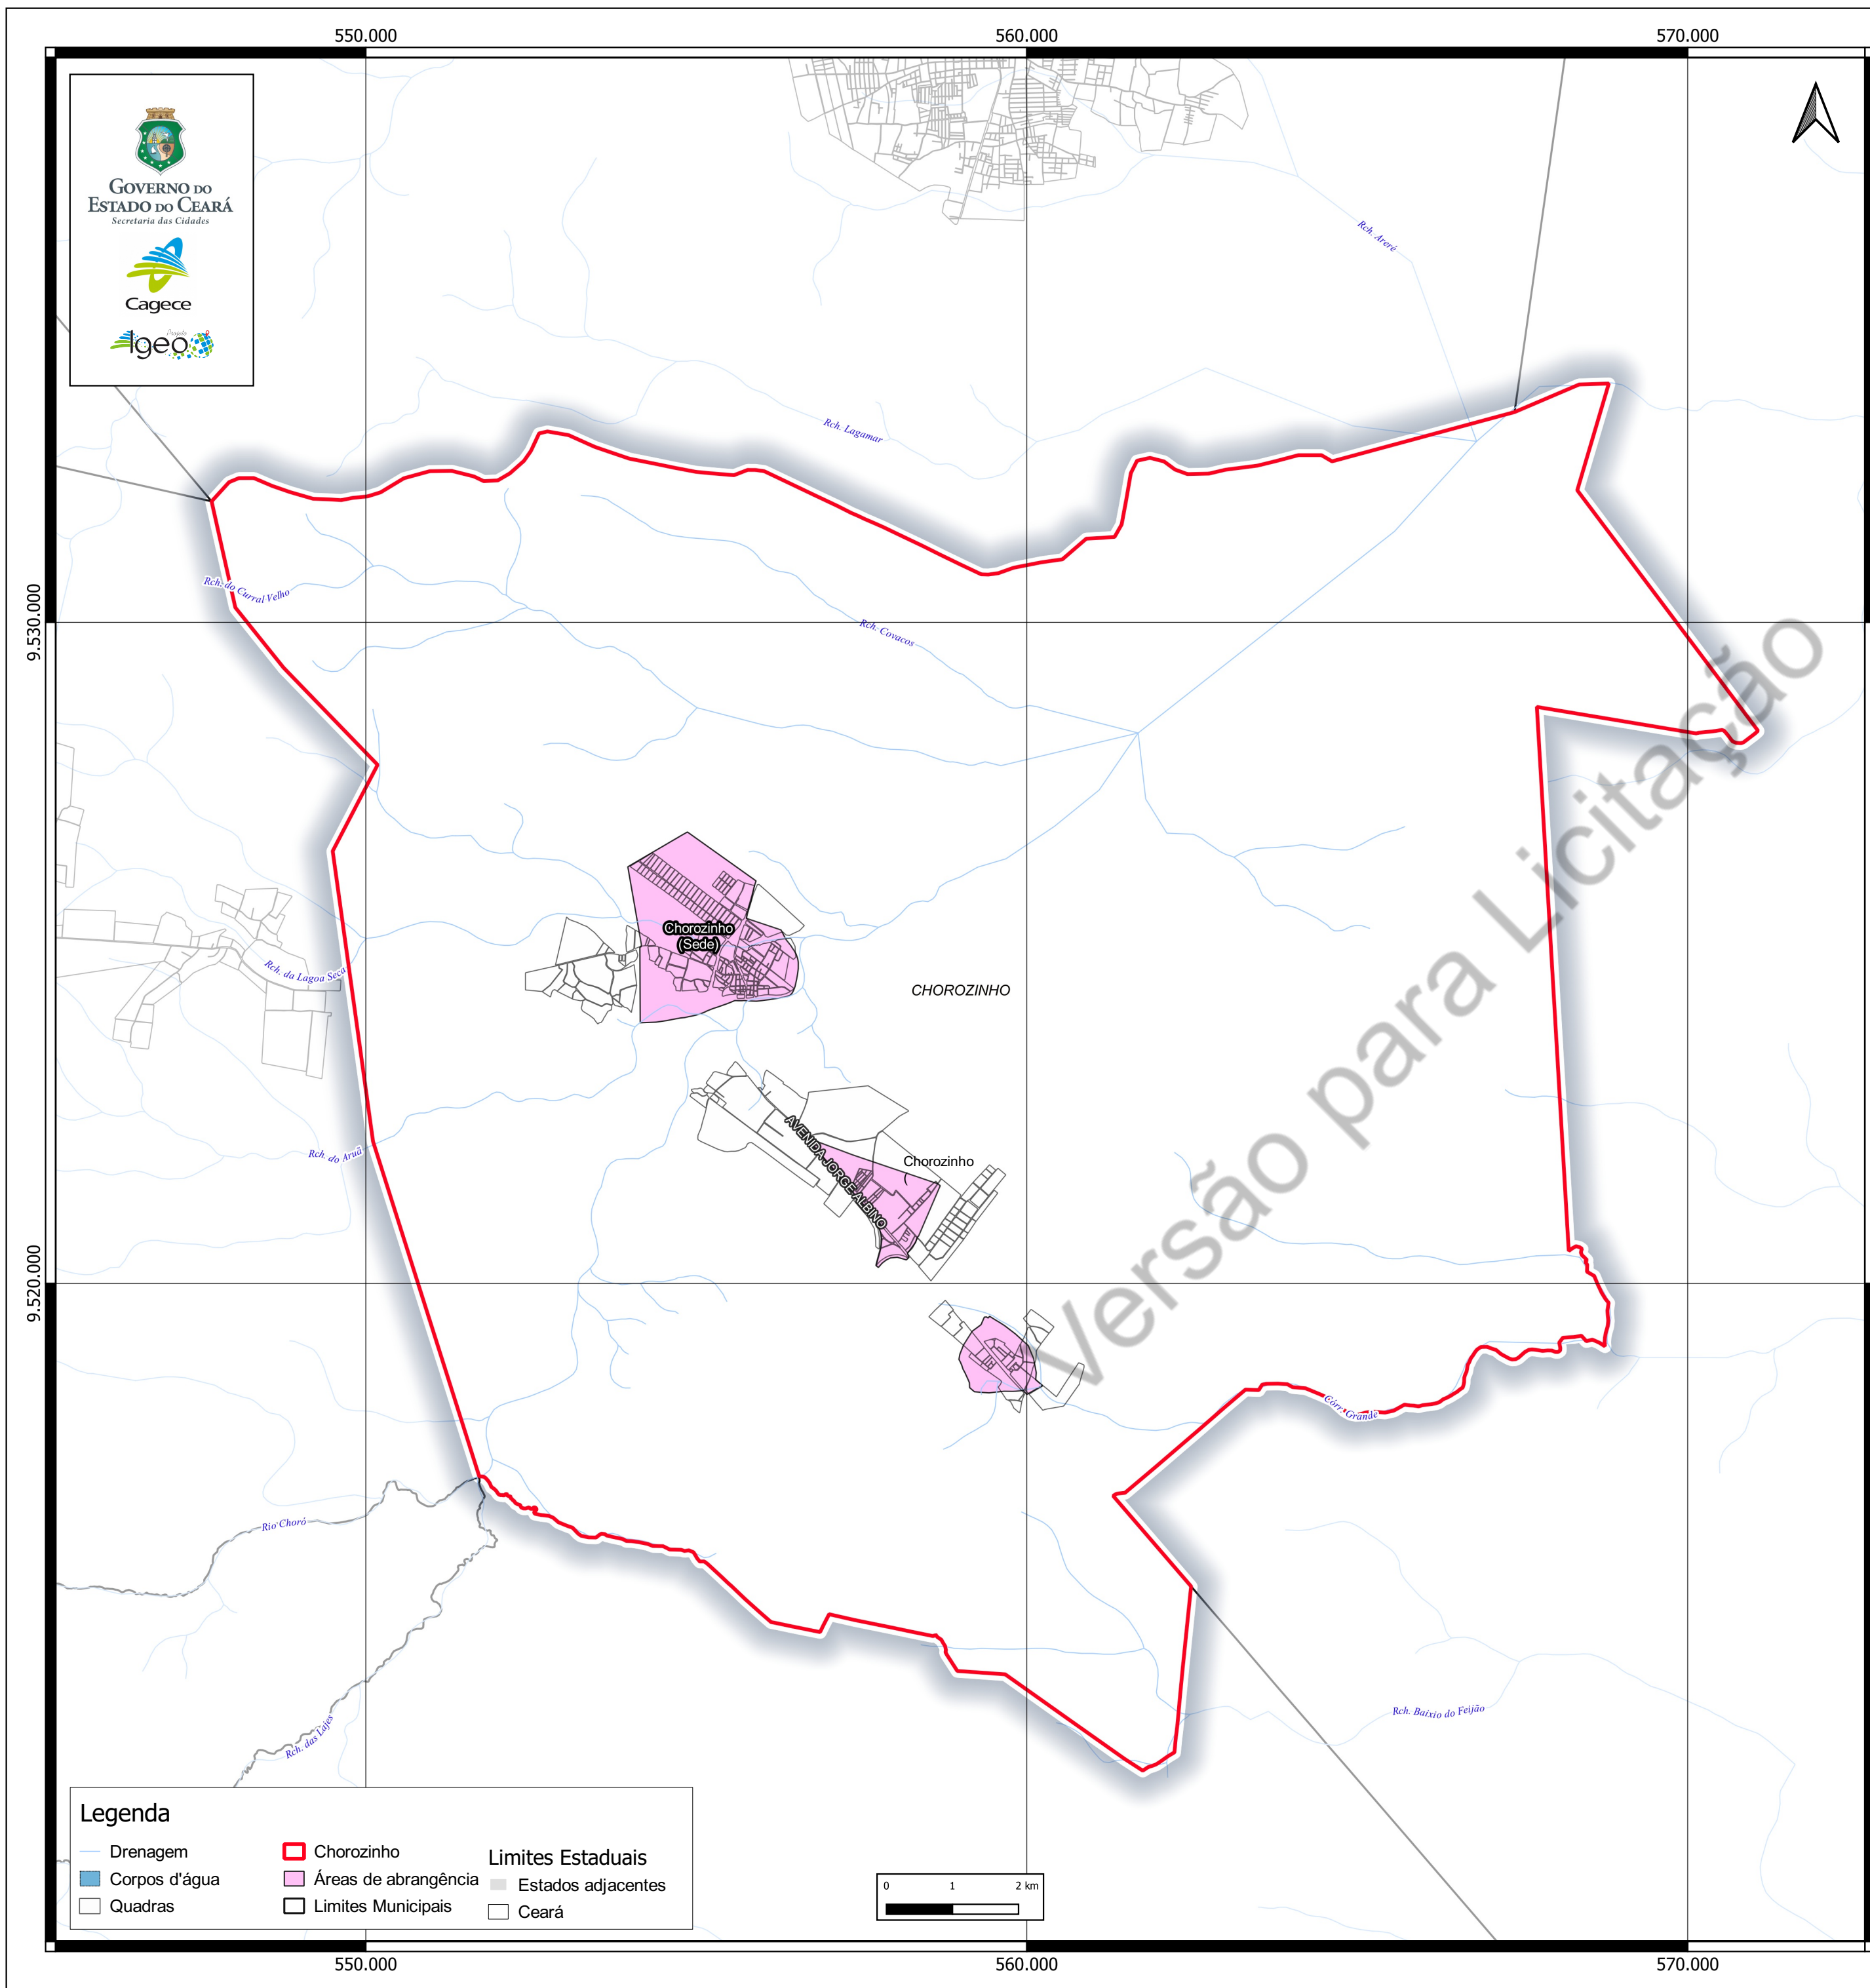 550.000
560.000
570.000
GOVERNO DO
ESTADO DO CEARÁ
Secretaria das Cidades
Cagece
Projeto
Igeo
Rch. Areré
Rch. Lagamar
Rch. do Curral Velho
9.530.000
Rch. Covacos
Versão para Licitação
Chorozinho
(Sede)
Rch. da Lagoa Seca
CHOROZINHO
AVENIDA JORGE ALBINO
Rch. do Aruã
Chorozinho
9.520.000
Córr. Grande
Rio Choró
Rch. das Lajes
Rch. Baixio do Feijão
Legenda
Drenagem
Corpos d'água
Quadras
Chorozinho
Áreas de abrangência
Limites Municipais
Limites Estaduais
Estados adjacentes
Ceará
0 1 2 km
550.000
560.000
570.000